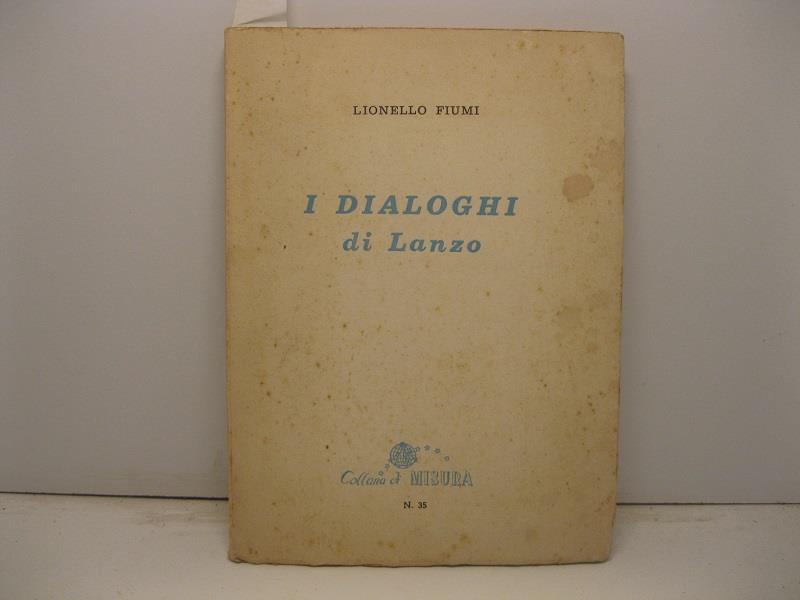 LIONELLO FIUMI
I DIALOGHI
di Lanzo
Collana di MISURA
N. 35